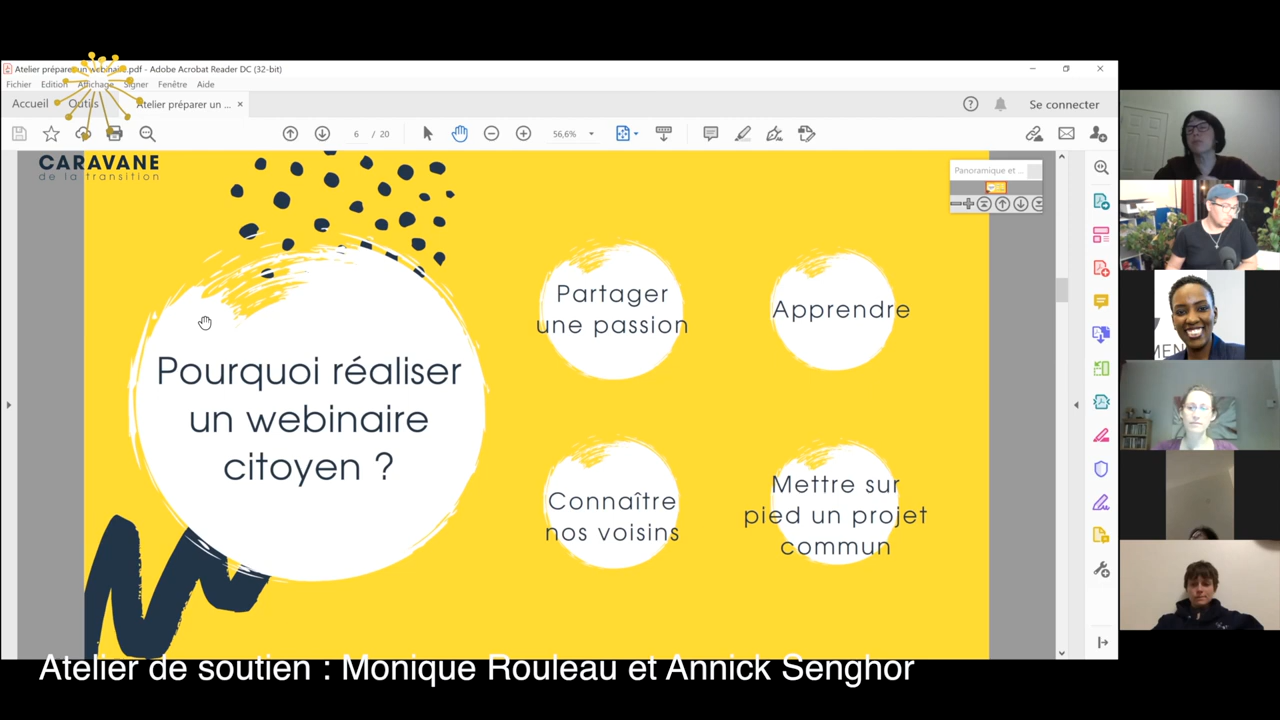 Atelier préparer un webinaire.pdf - Adobe Acrobat Reader DC (32-bit)
Fichier Edition Affichage Signer Fenêtre Aide
Accueil Outils Atelier préparer un ... × Se connecter
6 / 20 56,6%
CARAVANE
de la transition
Panoramique et ...
Pourquoi réaliser
un webinaire
citoyen ?
Partager
une passion
Apprendre
Connaître
nos voisins
Mettre sur
pied un projet
commun
MEN
Atelier de soutien : Monique Rouleau et Annick Senghor